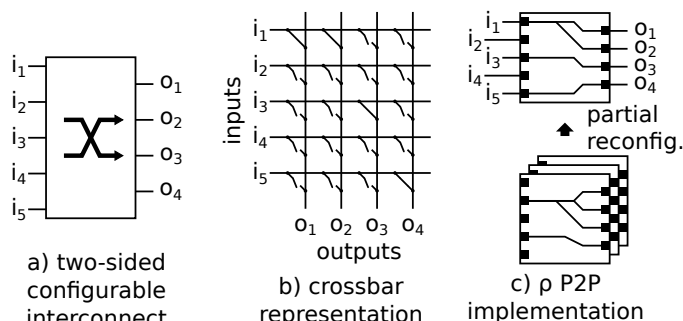 i1
i2
i3
i4
i5
o1
o2
o3
o4
a) two-sided
configurable
interconnect
inputs
i1
i2
i3
i4
i5
o1 o2 o3 o4
outputs
b) crossbar
representation
i1
i2
i3
i4
i5
o1
o2
o3
o4
partial
reconfig.
c) ρ P2P
implementation